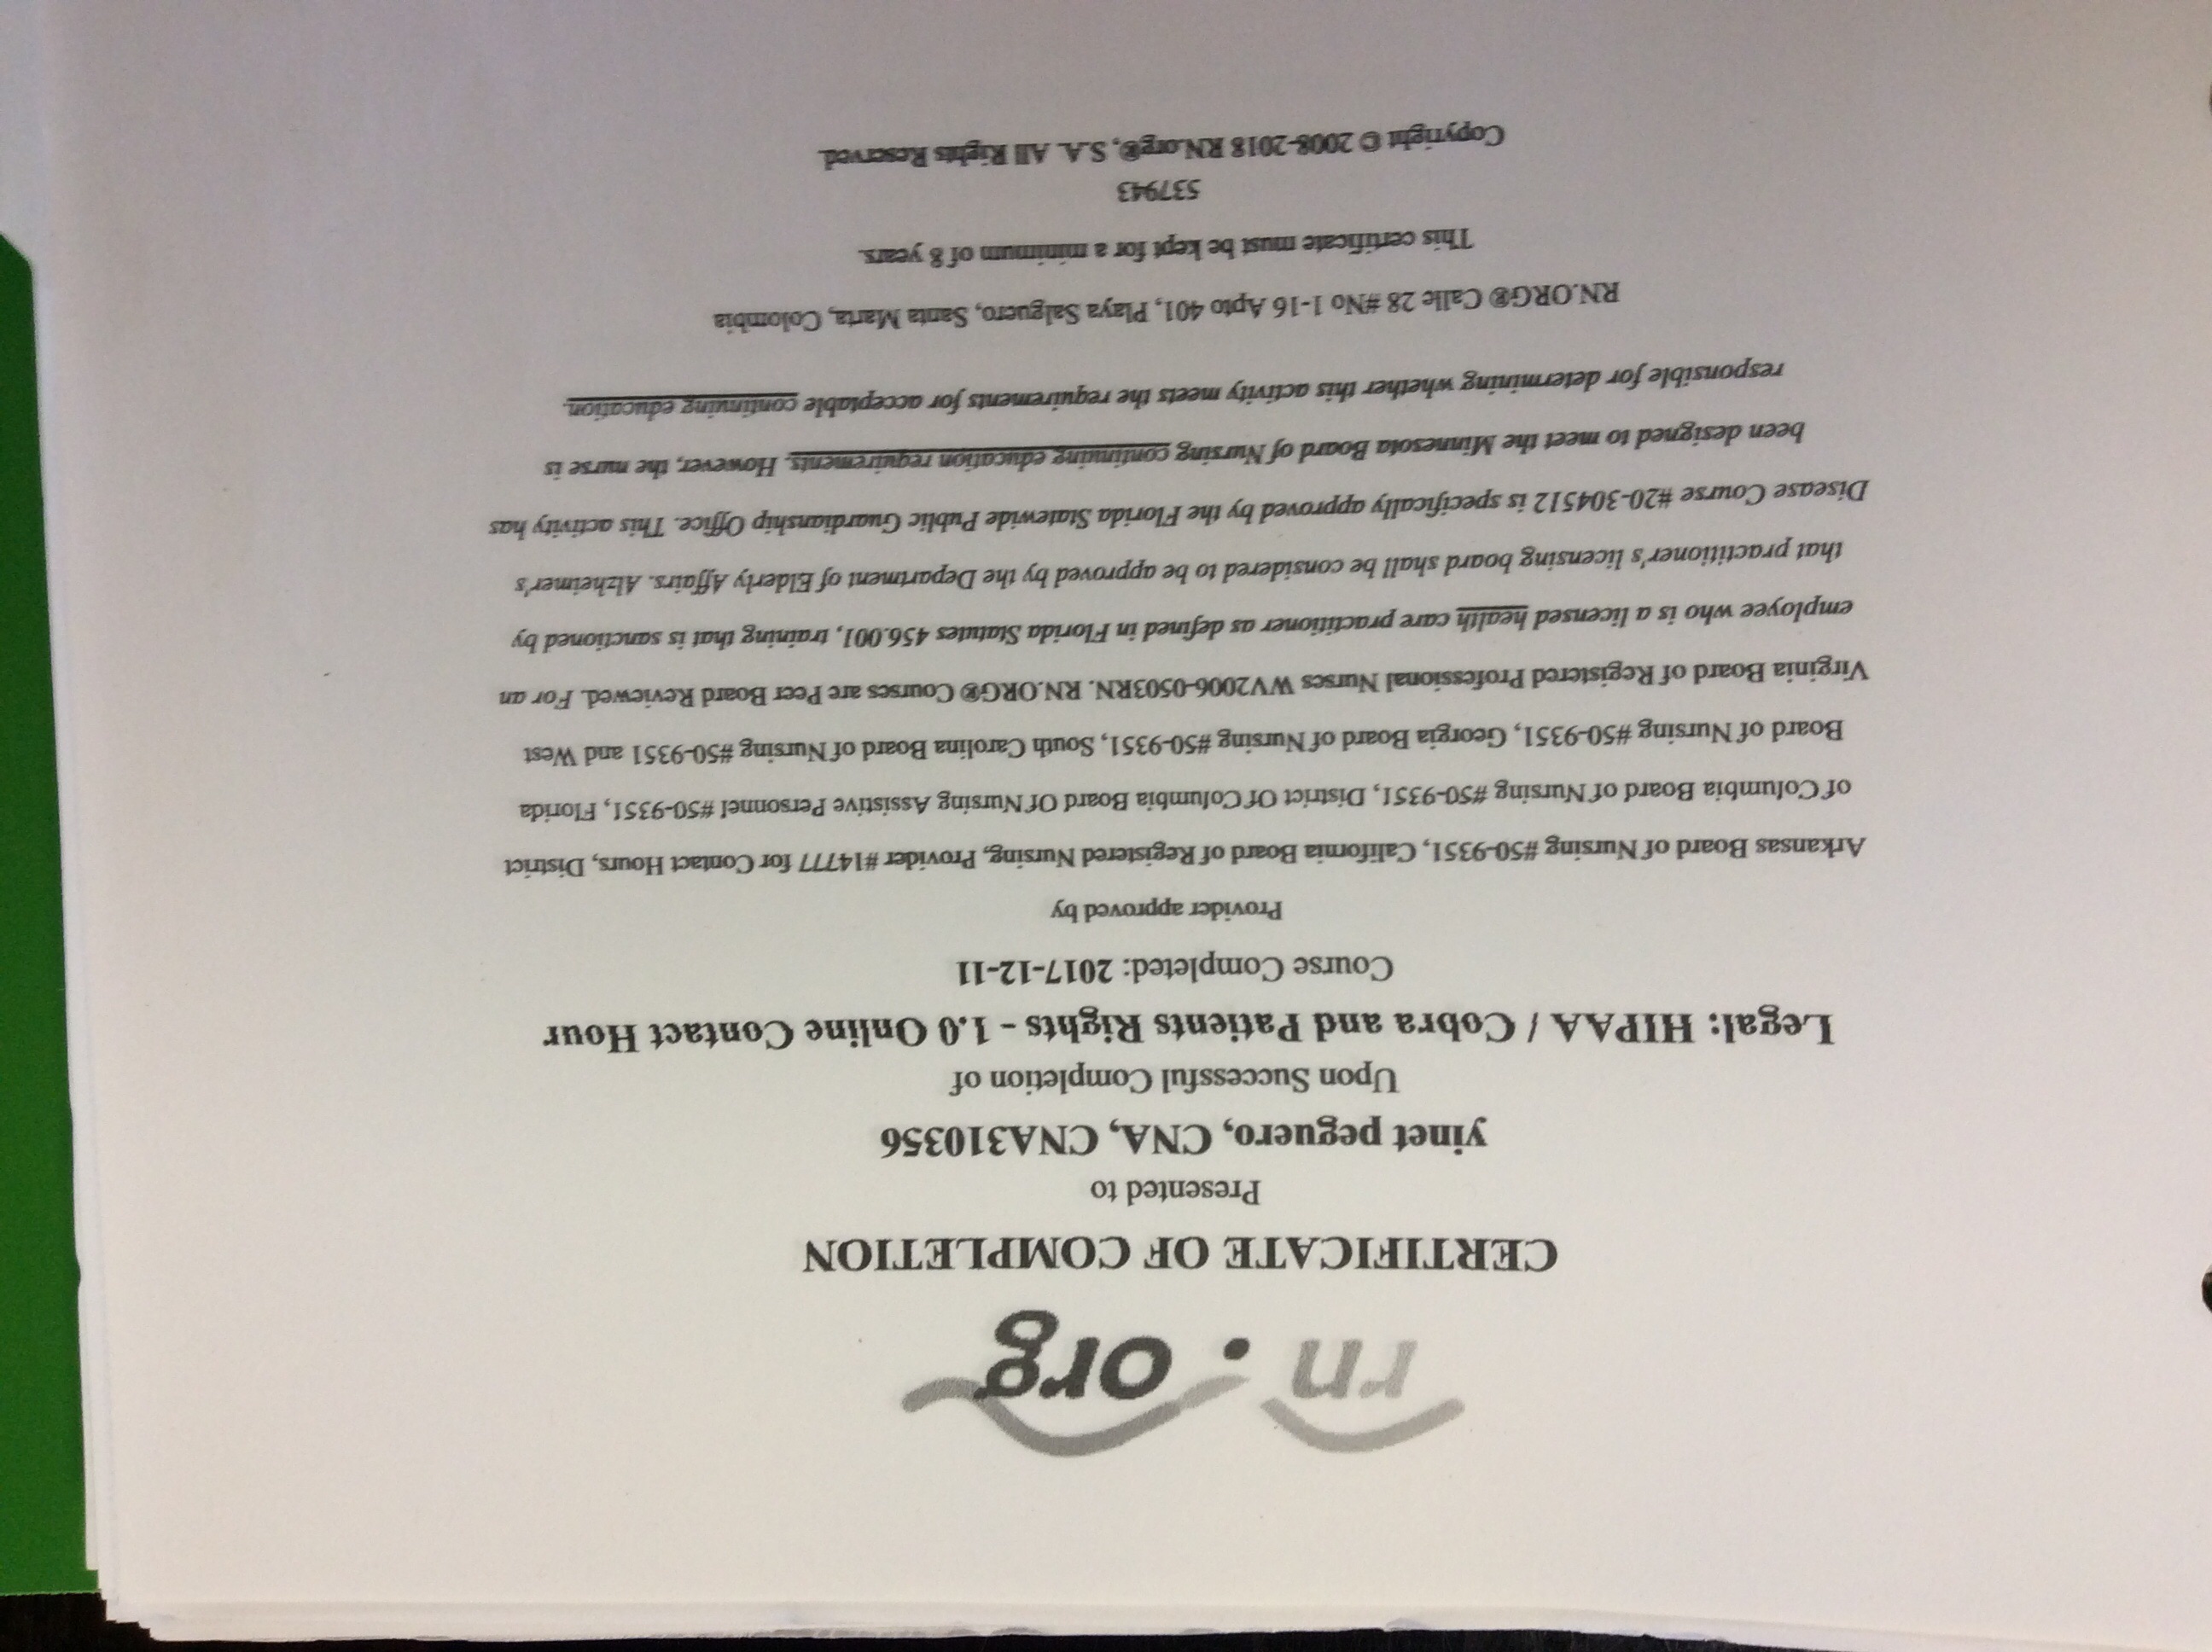 rn.org
CERTIFICATE OF COMPLETION
Presented to
yinet peguero, CNA, CNA310356
Upon Successful Completion of
Legal: HIPAA / Cobra and Patients Rights - 1.0 Online Contact Hour
Course Completed: 2017-12-11
Provider approved by
Arkansas Board of Nursing #50-9351, California Board of Registered Nursing, Provider #14777 for Contact Hours, District
of Columbia Board of Nursing #50-9351, District Of Columbia Board Of Nursing Assistive Personnel #50-9351, Florida
Board of Nursing #50-9351, Georgia Board of Nursing #50-9351, South Carolina Board of Nursing #50-9351 and West
Virginia Board of Registered Professional Nurses WV2006-0503RN. RN.ORG® Courses are Peer Board Reviewed. For an
employee who is a licensed health care practitioner as defined in Florida Statutes 456.001, training that is sanctioned by
that practitioner's licensing board shall be considered to be approved by the Department of Elderly Affairs. Alzheimer's
Disease Course #20-304512 is specifically approved by the Florida Statewide Public Guardianship Office. This activity has
been designed to meet the Minnesota Board of Nursing continuing education requirements. However, the nurse is
responsible for determining whether this activity meets the requirements for acceptable continuing education.
RN.ORG® Calle 28 #No 1-16 Apto 401, Playa Salguero, Santa Marta, Colombia
This certificate must be kept for a minimum of 8 years.
537943
Copyright © 2008-2018 RN.org®, S.A. All Rights Reserved.